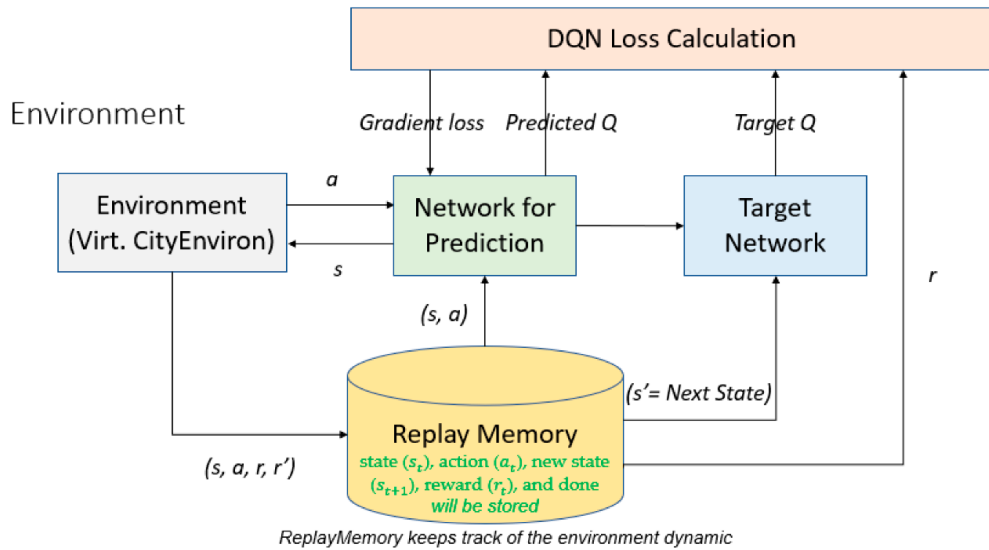 DQN Loss Calculation
Environment
Gradient loss
Predicted Q
Target Q
a
Environment
(Virt. CityEnviron)
Network for
Prediction
Target
Network
s
r
(s, a)
(s’= Next State)
Replay Memory
state (sₜ), action (aₜ), new state
(sₜ₊₁), reward (rₜ), and done
will be stored
(s, a, r, r’)
ReplayMemory keeps track of the environment dynamic